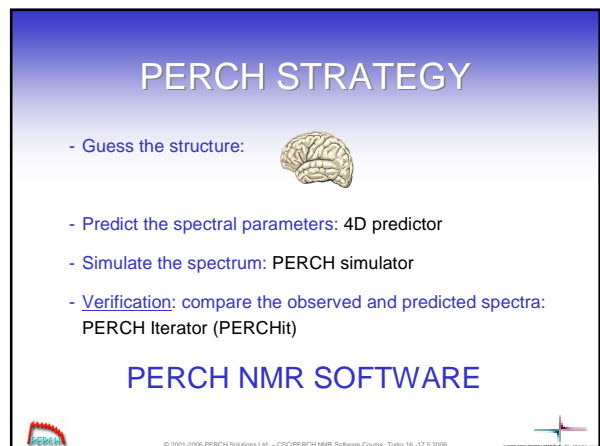 PERCH STRATEGY
- Guess the structure:
- Predict the spectral parameters: 4D predictor
- Simulate the spectrum: PERCH simulator
- Verification: compare the observed and predicted spectra:
PERCH Iterator (PERCHit)
PERCH NMR SOFTWARE
PERCH
© 2001-2006 PERCH Solutions Ltd. – CSC/PERCH NMR Software Course, Turku 16.-17.5.2006